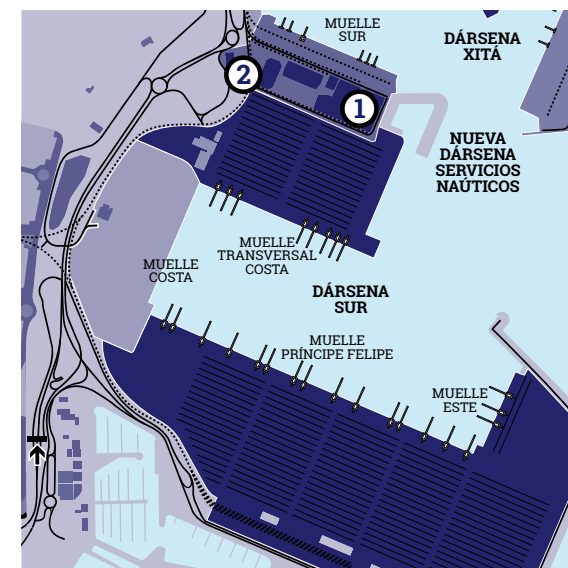 MUELLE
SUR
DÁRSENA
XITÁ
2
1
NUEVA
DÁRSENA
SERVICIOS
NAÚTICOS
MUELLE
TRANSVERSAL
COSTA
MUELLE
COSTA
DÁRSENA
SUR
MUELLE
PRÍNCIPE FELIPE
MUELLE
ESTE